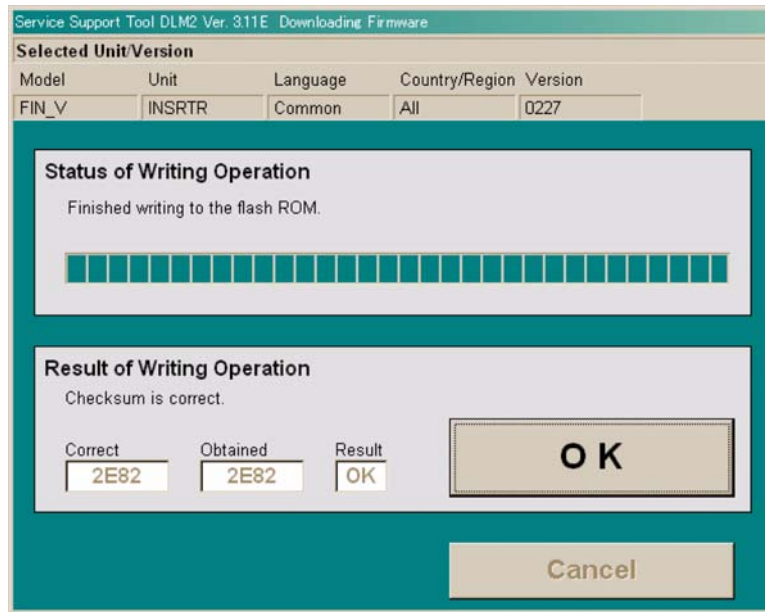 Service Support Tool DLM2 Ver. 3.11E Downloading Firmware
Selected Unit/Version
Model Unit Language Country/Region Version
FIN_V INSRTR Common All 0227
Status of Writing Operation
Finished writing to the flash ROM.
Result of Writing Operation
Checksum is correct.
Correct Obtained Result
2E82 2E82 OK
OK
Cancel